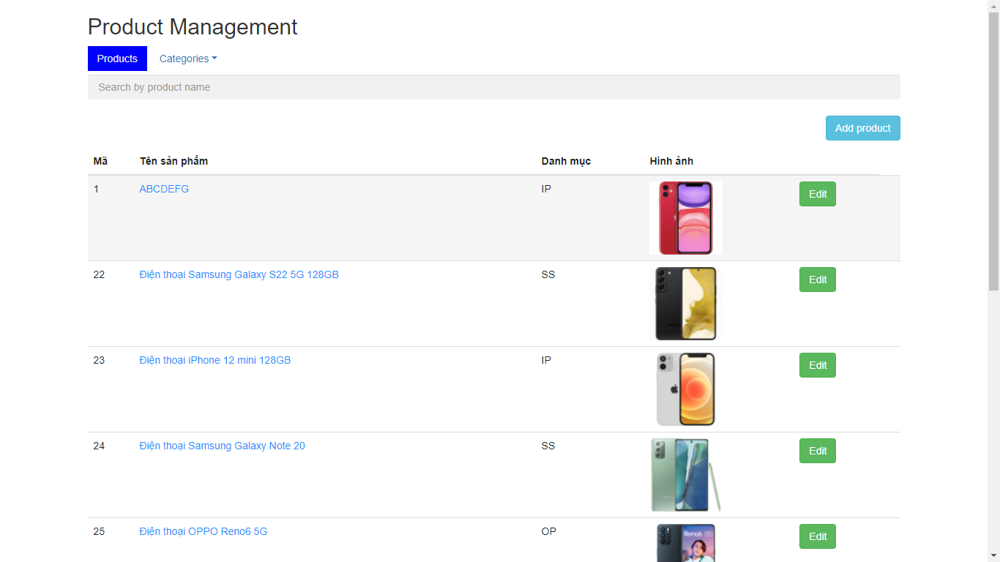 Product Management
Products Categories
Search by product name
Add product
Mã Tên sản phẩm Danh mục Hình ảnh
1 ABCDEFG IP Edit
22 Điện thoại Samsung Galaxy S22 5G 128GB SS Edit
23 Điện thoại iPhone 12 mini 128GB IP Edit
24 Điện thoại Samsung Galaxy Note 20 SS Edit
25 Điện thoại OPPO Reno6 5G OP Edit
Reno6